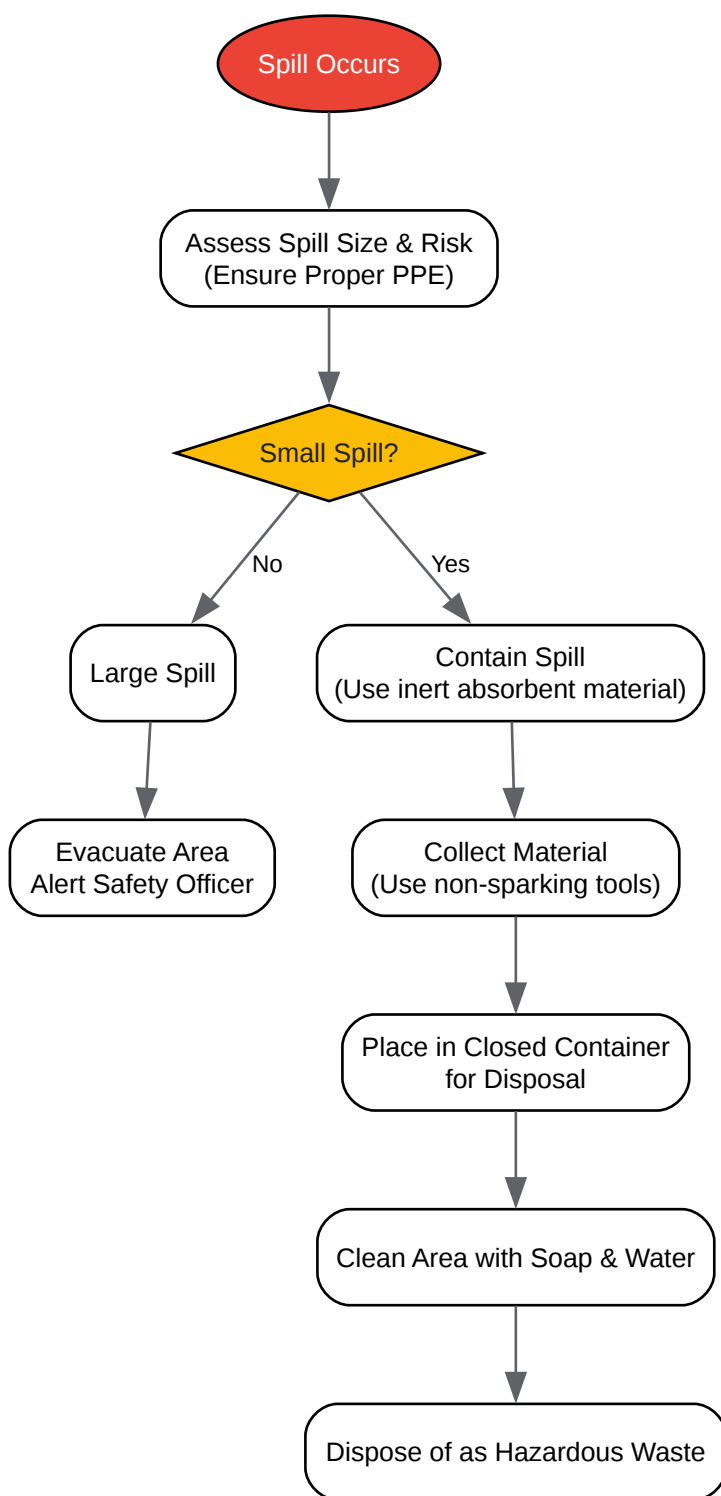 Spill Occurs
Assess Spill Size & Risk
(Ensure Proper PPE)
Small Spill?
No
Yes
Large Spill
Contain Spill
(Use inert absorbent material)
Evacuate Area
Alert Safety Officer
Collect Material
(Use non-sparking tools)
Place in Closed Container
for Disposal
Clean Area with Soap & Water
Dispose of as Hazardous Waste